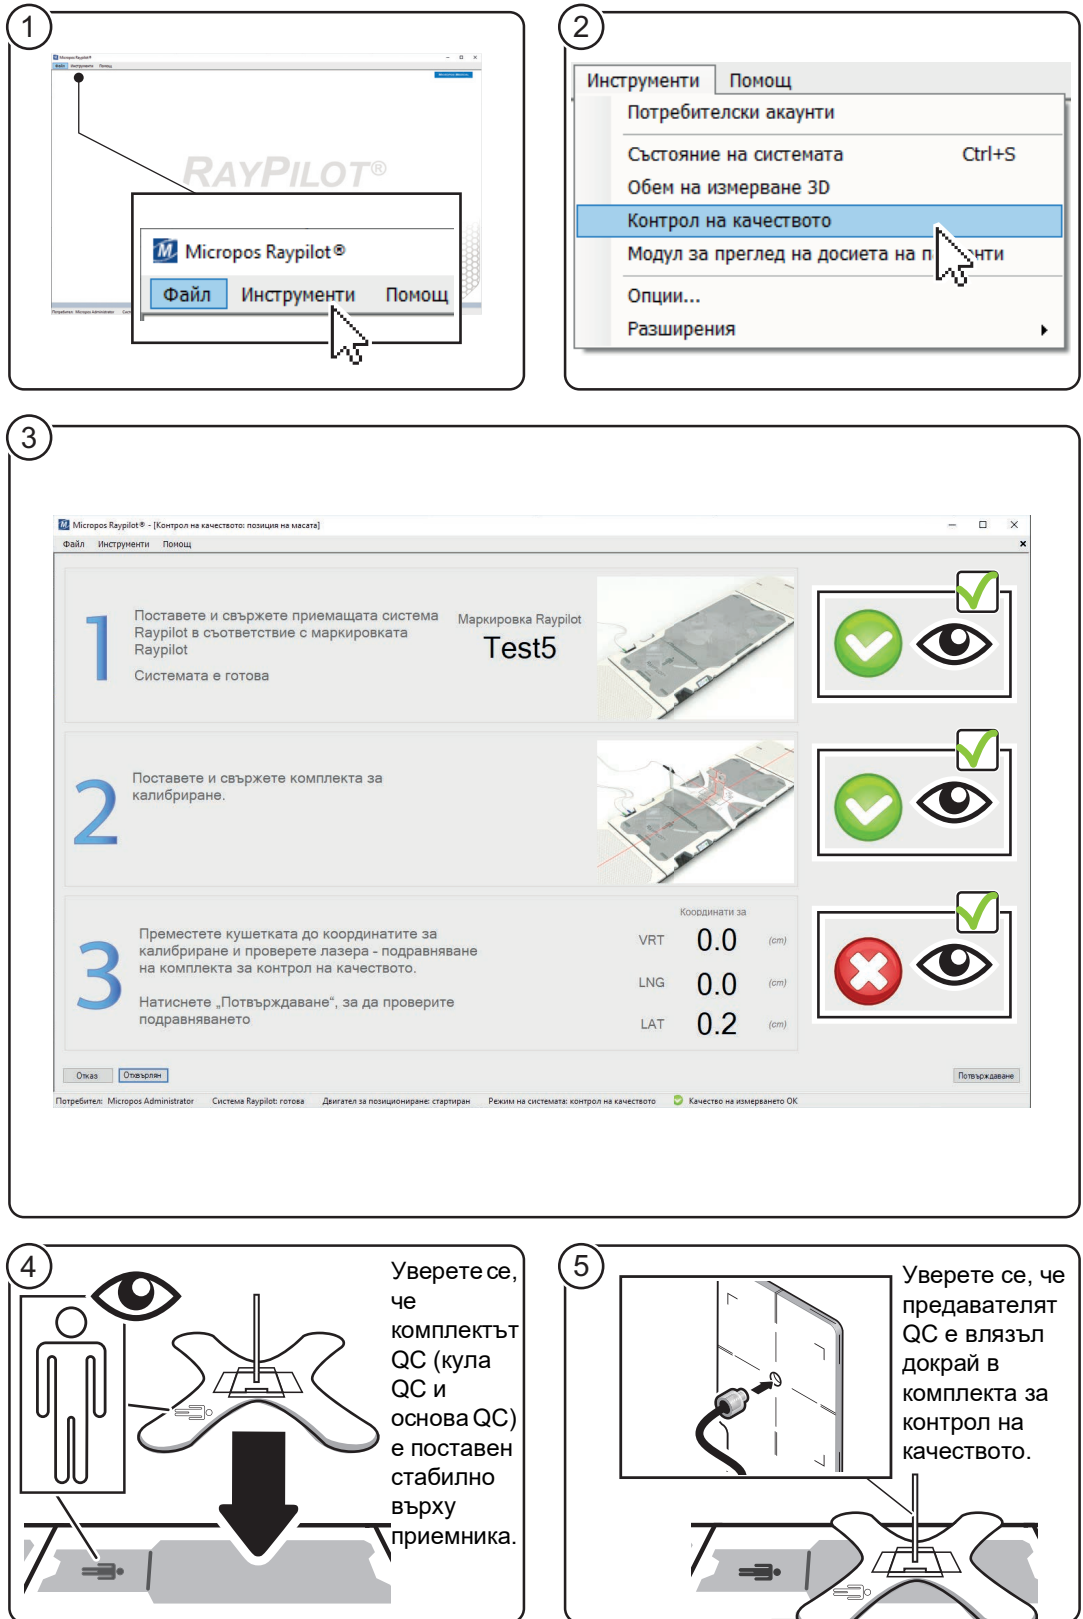 1
Micropos Raypilot®
Файл Инструменти Помощ
RAYPILOT®
Micropos Raypilot®
Файл Инструменти Помощ
2
Инструменти Помощ
Потребителски акаунти
Състояние на системата Ctrl+S
Обем на измерване 3D
Контрол на качеството
Модул за преглед на досиета на п
Опции...
Разширения
3
Micropos Raypilot® - [Контрол на качеството: позиция на масата]
Файл Инструменти Помощ
1
Поставете и свържете приемащата система
Raypilot в съответствие с маркировката
Raypilot
Системата е готова
Маркировка Raypilot
Test5
2
Поставете и свържете комплекта за
калибриране.
3
Преместете кушетката до координатите за
калибриране и проверете лазера - подравняване
на комплекта за контрол на качеството.
Натиснете „Потвърждаване“, за да проверите
подравняването
Координати за
VRT 0.0 (cm)
LNG 0.0 (cm)
LAT 0.2 (cm)
Отказ Отхвърлян Потвърждаване
Потребител: Micropos Administrator Система Raypilot: готова Двигател за позициониране: стартиран Режим на системата: контрол на качеството Качество на измерването ОК
4
Уверете се,
че
комплектът
QC (кула
QC и
основа QC)
е поставен
стабилно
върху
приемника.
5
Уверете се, че
предавателят
QC е влязъл
докрай в
комплекта за
контрол на
качеството.